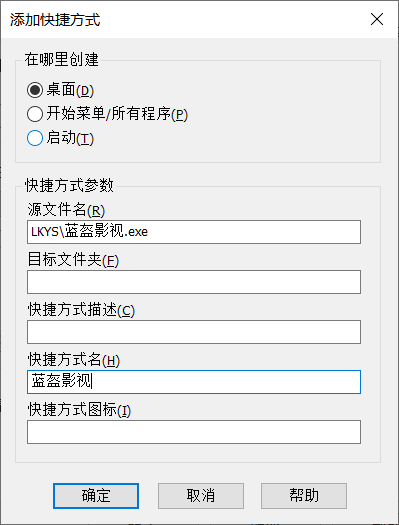 添加快捷方式
在哪里创建
桌面(D)
开始菜单/所有程序(P)
启动(T)
快捷方式参数
源文件名(R)
LKYS\蓝盔影视.exe
目标文件夹(F)
快捷方式描述(C)
快捷方式名(H)
蓝盔影视
快捷方式图标(I)
确定 取消 帮助